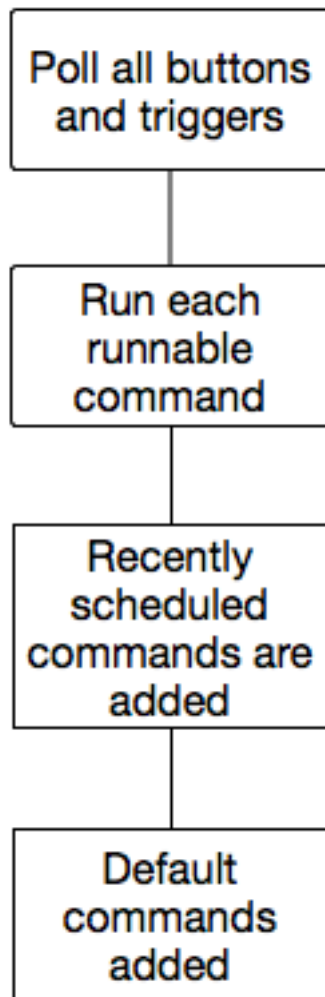 Poll all buttons
and triggers
Run each
runnable
command
Recently
scheduled
commands are
added
Default
commands
added